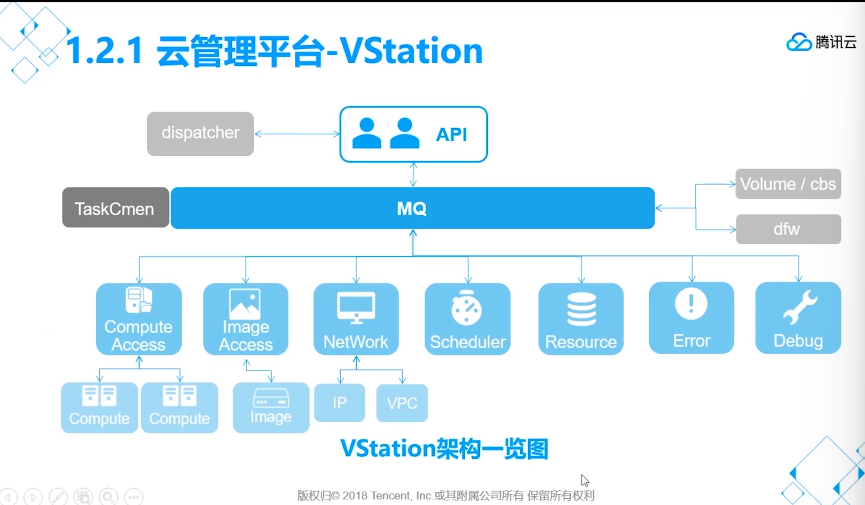 1.2.1 云管理平台-VStation
腾讯云
dispatcher
API
TaskCmen
MQ
Volume / cbs
dfw
Compute
Access
Image
Access
NetWork
Scheduler
Resource
Error
Debug
Compute
Compute
Image
IP
VPC
VStation架构一览图
版权归© 2018 Tencent, Inc 或其附属公司所有 保留所有权利